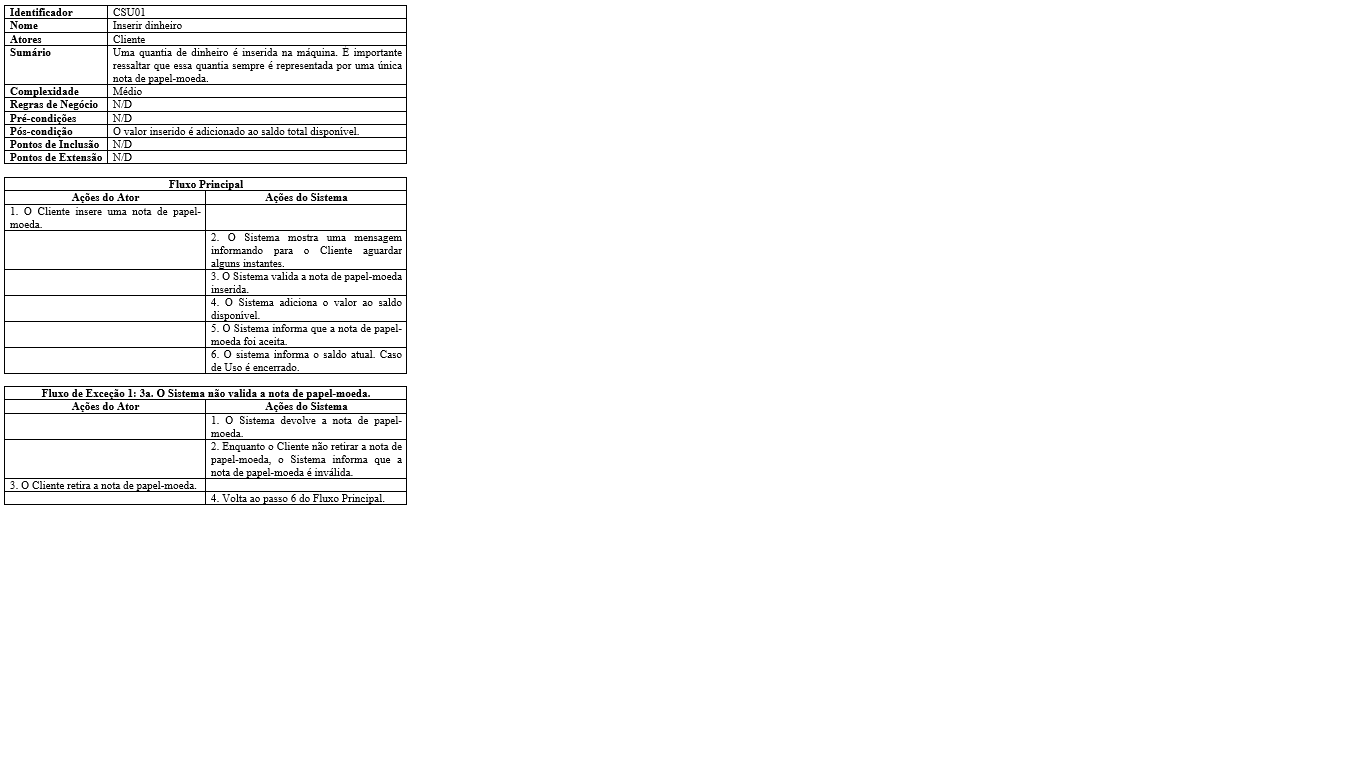 Identificador CSU01
Nome Inserir dinheiro
Atores Cliente
Sumário Uma quantia de dinheiro é inserida na máquina. É importante
ressaltar que essa quantia sempre é representada por uma única
nota de papel-moeda.
Complexidade Médio
Regras de Negócio N/D
Pré-condições N/D
Pós-condição O valor inserido é adicionado ao saldo total disponível.
Pontos de Inclusão N/D
Pontos de Extensão N/D
Fluxo Principal
Ações do Ator Ações do Sistema
1. O Cliente insere uma nota de papel-
moeda.
2. O Sistema mostra uma mensagem
informando para o Cliente aguardar
alguns instantes.
3. O Sistema valida a nota de papel-moeda
inserida.
4. O Sistema adiciona o valor ao saldo
disponível.
5. O Sistema informa que a nota de papel-
moeda foi aceita.
6. O sistema informa o saldo atual. Caso
de Uso é encerrado.
Fluxo de Exceção 1: 3a. O Sistema não valida a nota de papel-moeda.
Ações do Ator Ações do Sistema
1. O Sistema devolve a nota de papel-
moeda.
2. Enquanto o Cliente não retirar a nota de
papel-moeda, o Sistema informa que a
nota de papel-moeda é inválida.
3. O Cliente retira a nota de papel-moeda.
4. Volta ao passo 6 do Fluxo Principal.